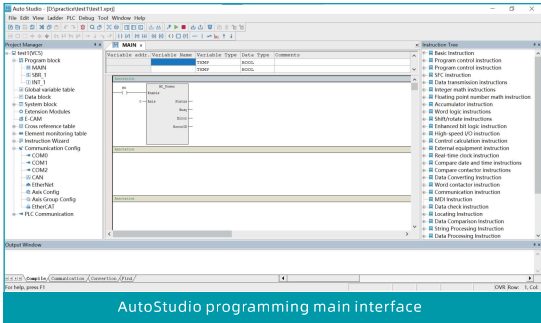 Auto Studio - [D:\practice\test1\test1.xprj]
File Edit View Ladder PLC Debug Tool Window Help
Project Manager
test1(VC5)
Program block
MAIN
SBR_1
INT_1
Global variable table
Data block
System block
Extension Modules
E-CAM
Cross reference table
Element monitoring table
Instruction Wizard
Communication Config
COM0
COM1
COM2
CAN
EtherNet
Axis Config
Axis Group Config
EtherCAT
PLC Communication
MAIN
Variable addr. Variable Name Variable Type Data Type Comments
TEMP BOOL
TEMP BOOL
Enable
Axis Status
Busy
Error
ErrorID
Instruction Tree
Basic Instruction
Program control instruction
Program control instruction
SFC instruction
Data transmission instructions
Integer math instructions
Floating point number math instruction
Accumulator instruction
Word logic instructions
Shift/rotate instructions
Enhanced bit logic instruction
High-speed I/O instruction
Control calculation instruction
External equipment instruction
Real-time clock instruction
Compare date and time instructions
Compare contactor instructions
Data Converting Instruction
Word contactor instruction
Communication instruction
MDI Instruction
Data check instruction
Locating Instruction
Data Comparison Instruction
String Processing Instruction
Data Processing Instruction
Output Window
Compile Communication Convertion Find
For help, press F1
OVR Row: 1, Col:
AutoStudio programming main interface